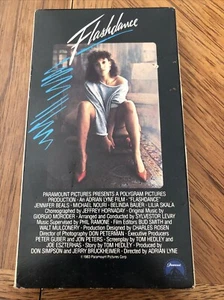 Flashdance
PARAMOUNT PICTURES PRESENTS A POLYGRAM PICTURES
PRODUCTION · AN ADRIAN LYNE FILM · "FLASHDANCE"
JENNIFER BEALS · MICHAEL NOURI · BELINDA BAUER · LILIA SKALA
Choreographed by JEFFREY HORNADAY · Original Music by
GIORGIO MORODER · Arranged and Conducted by SYLVESTOR LEVAY
Music Supervised by PHIL RAMONE · Film Editors BUD SMITH and
WALT MULCONERY · Production Designed by CHARLES ROSEN
Director of Photography DON PETERMAN · Executive Producers
PETER GUBER and JON PETERS · Screenplay by TOM HEDLEY and
JOE ESZTERHAS · Story by TOM HEDLEY · Produced by
DON SIMPSON and JERRY BRUCKHEIMER · Directed by ADRIAN LYNE
©1983 Paramount Pictures Corp.
Paramount